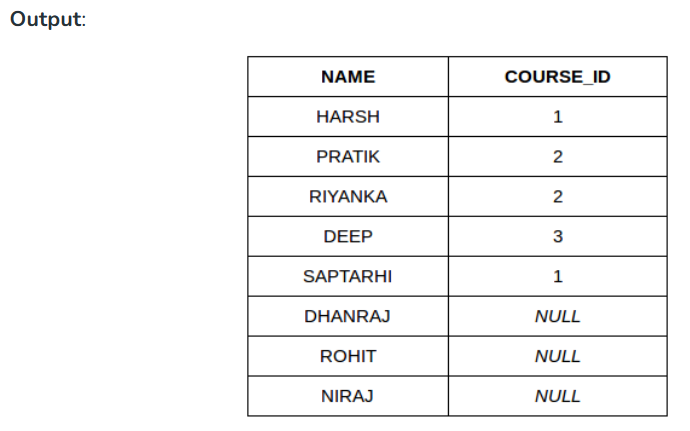 Output:
NAME COURSE_ID
HARSH 1
PRATIK 2
RIYANKA 2
DEEP 3
SAPTARHI 1
DHANRAJ NULL
ROHIT NULL
NIRAJ NULL